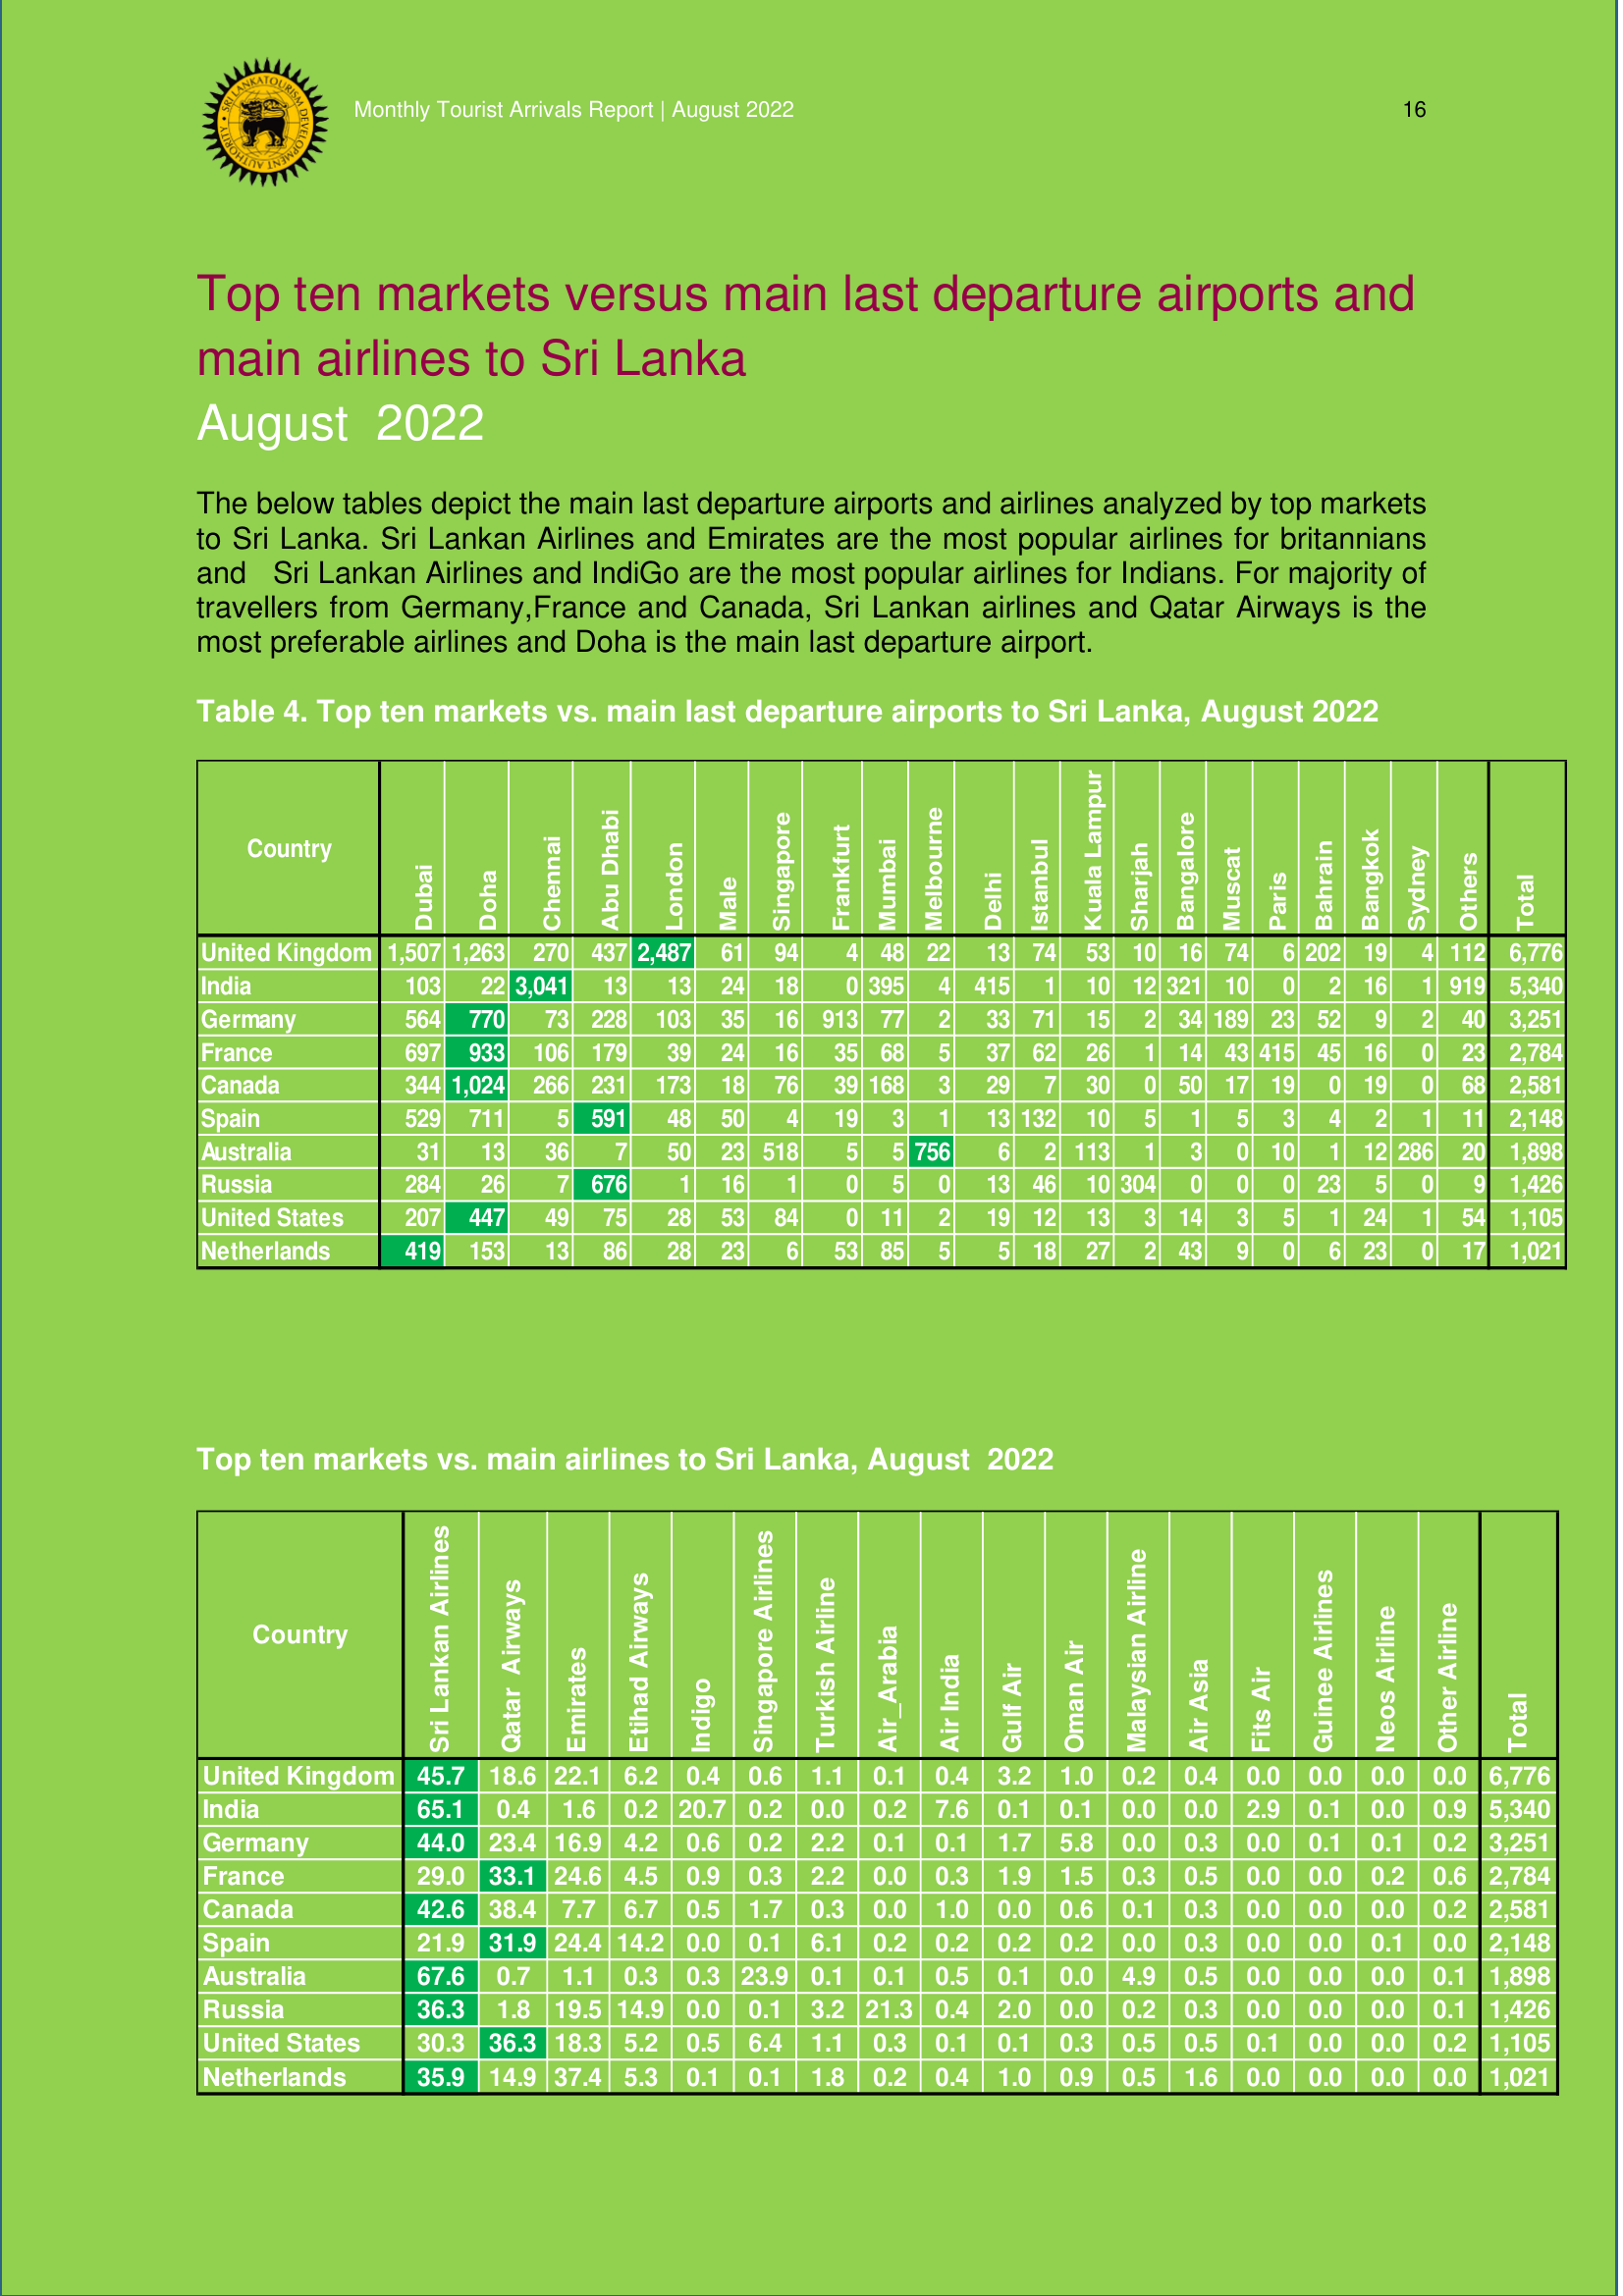 SRI LANKA TOURISM DEVELOPMENT AUTHORITY
Monthly Tourist Arrivals Report | August 2022 16
Top ten markets versus main last departure airports and
main airlines to Sri Lanka
August 2022
The below tables depict the main last departure airports and airlines analyzed by top markets
to Sri Lanka. Sri Lankan Airlines and Emirates are the most popular airlines for britannians
and Sri Lankan Airlines and IndiGo are the most popular airlines for Indians. For majority of
travellers from Germany,France and Canada, Sri Lankan airlines and Qatar Airways is the
most preferable airlines and Doha is the main last departure airport.
Table 4. Top ten markets vs. main last departure airports to Sri Lanka, August 2022
Country Dubai Doha Chennai Abu Dhabi London Male Singapore Frankfurt Mumbai Melbourne Delhi Istanbul Kuala Lampur Sharjah Bangalore Muscat Paris Bahrain Bangkok Sydney Others Total
United Kingdom 1,507 1,263 270 437 2,487 61 94 4 48 22 13 74 53 10 16 74 6 202 19 4 112 6,776
India 103 22 3,041 13 13 24 18 0 395 4 415 1 10 12 321 10 0 2 16 1 919 5,340
Germany 564 770 73 228 103 35 16 913 77 2 33 71 15 2 34 189 23 52 9 2 40 3,251
France 697 933 106 179 39 24 16 35 68 5 37 62 26 1 14 43 415 45 16 0 23 2,784
Canada 344 1,024 266 231 173 18 76 39 168 3 29 7 30 0 50 17 19 0 19 0 68 2,581
Spain 529 711 5 591 48 50 4 19 3 1 13 132 10 5 1 5 3 4 2 1 11 2,148
Australia 31 13 36 7 50 23 518 5 5 756 6 2 113 1 3 0 10 1 12 286 20 1,898
Russia 284 26 7 676 1 16 1 0 5 0 13 46 10 304 0 0 0 23 5 0 9 1,426
United States 207 447 49 75 28 53 84 0 11 2 19 12 13 3 14 3 5 1 24 1 54 1,105
Netherlands 419 153 13 86 28 23 6 53 85 5 5 18 27 2 43 9 0 6 23 0 17 1,021
Top ten markets vs. main airlines to Sri Lanka, August 2022
Country Sri Lankan Airlines Qatar Airways Emirates Etihad Airways Indigo Singapore Airlines Turkish Airline Air_Arabia Air India Gulf Air Oman Air Malaysian Airline Air Asia Fits Air Guinee Airlines Neos Airline Other Airline Total
United Kingdom 45.7 18.6 22.1 6.2 0.4 0.6 1.1 0.1 0.4 3.2 1.0 0.2 0.4 0.0 0.0 0.0 0.0 6,776
India 65.1 0.4 1.6 0.2 20.7 0.2 0.0 0.2 7.6 0.1 0.1 0.0 0.0 2.9 0.1 0.0 0.9 5,340
Germany 44.0 23.4 16.9 4.2 0.6 0.2 2.2 0.1 0.1 1.7 5.8 0.0 0.3 0.0 0.1 0.1 0.2 3,251
France 29.0 33.1 24.6 4.5 0.9 0.3 2.2 0.0 0.3 1.9 1.5 0.3 0.5 0.0 0.0 0.2 0.6 2,784
Canada 42.6 38.4 7.7 6.7 0.5 1.7 0.3 0.0 1.0 0.0 0.6 0.1 0.3 0.0 0.0 0.0 0.2 2,581
Spain 21.9 31.9 24.4 14.2 0.0 0.1 6.1 0.2 0.2 0.2 0.2 0.0 0.3 0.0 0.0 0.1 0.0 2,148
Australia 67.6 0.7 1.1 0.3 0.3 23.9 0.1 0.1 0.5 0.1 0.0 4.9 0.5 0.0 0.0 0.0 0.1 1,898
Russia 36.3 1.8 19.5 14.9 0.0 0.1 3.2 21.3 0.4 2.0 0.0 0.2 0.3 0.0 0.0 0.0 0.1 1,426
United States 30.3 36.3 18.3 5.2 0.5 6.4 1.1 0.3 0.1 0.1 0.3 0.5 0.5 0.1 0.0 0.0 0.2 1,105
Netherlands 35.9 14.9 37.4 5.3 0.1 0.1 1.8 0.2 0.4 1.0 0.9 0.5 1.6 0.0 0.0 0.0 0.0 1,021